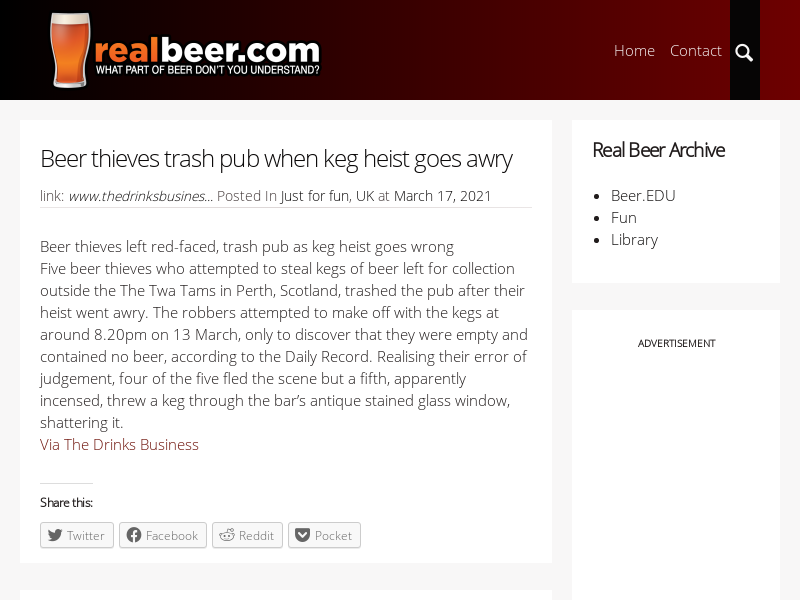 realbeer.com
WHAT PART OF BEER DON'T YOU UNDERSTAND?
Home Contact
Beer thieves trash pub when keg heist goes awry
link: www.thedrinksbusines... Posted In Just for fun, UK at March 17, 2021
Beer thieves left red-faced, trash pub as keg heist goes wrong
Five beer thieves who attempted to steal kegs of beer left for collection
outside the The Twa Tams in Perth, Scotland, trashed the pub after their
heist went awry. The robbers attempted to make off with the kegs at
around 8.20pm on 13 March, only to discover that they were empty and
contained no beer, according to the Daily Record. Realising their error of
judgement, four of the five fled the scene but a fifth, apparently
incensed, threw a keg through the bar’s antique stained glass window,
shattering it.
Via The Drinks Business
Share this:
Twitter Facebook Reddit Pocket
Real Beer Archive
Beer.EDU
Fun
Library
ADVERTISEMENT